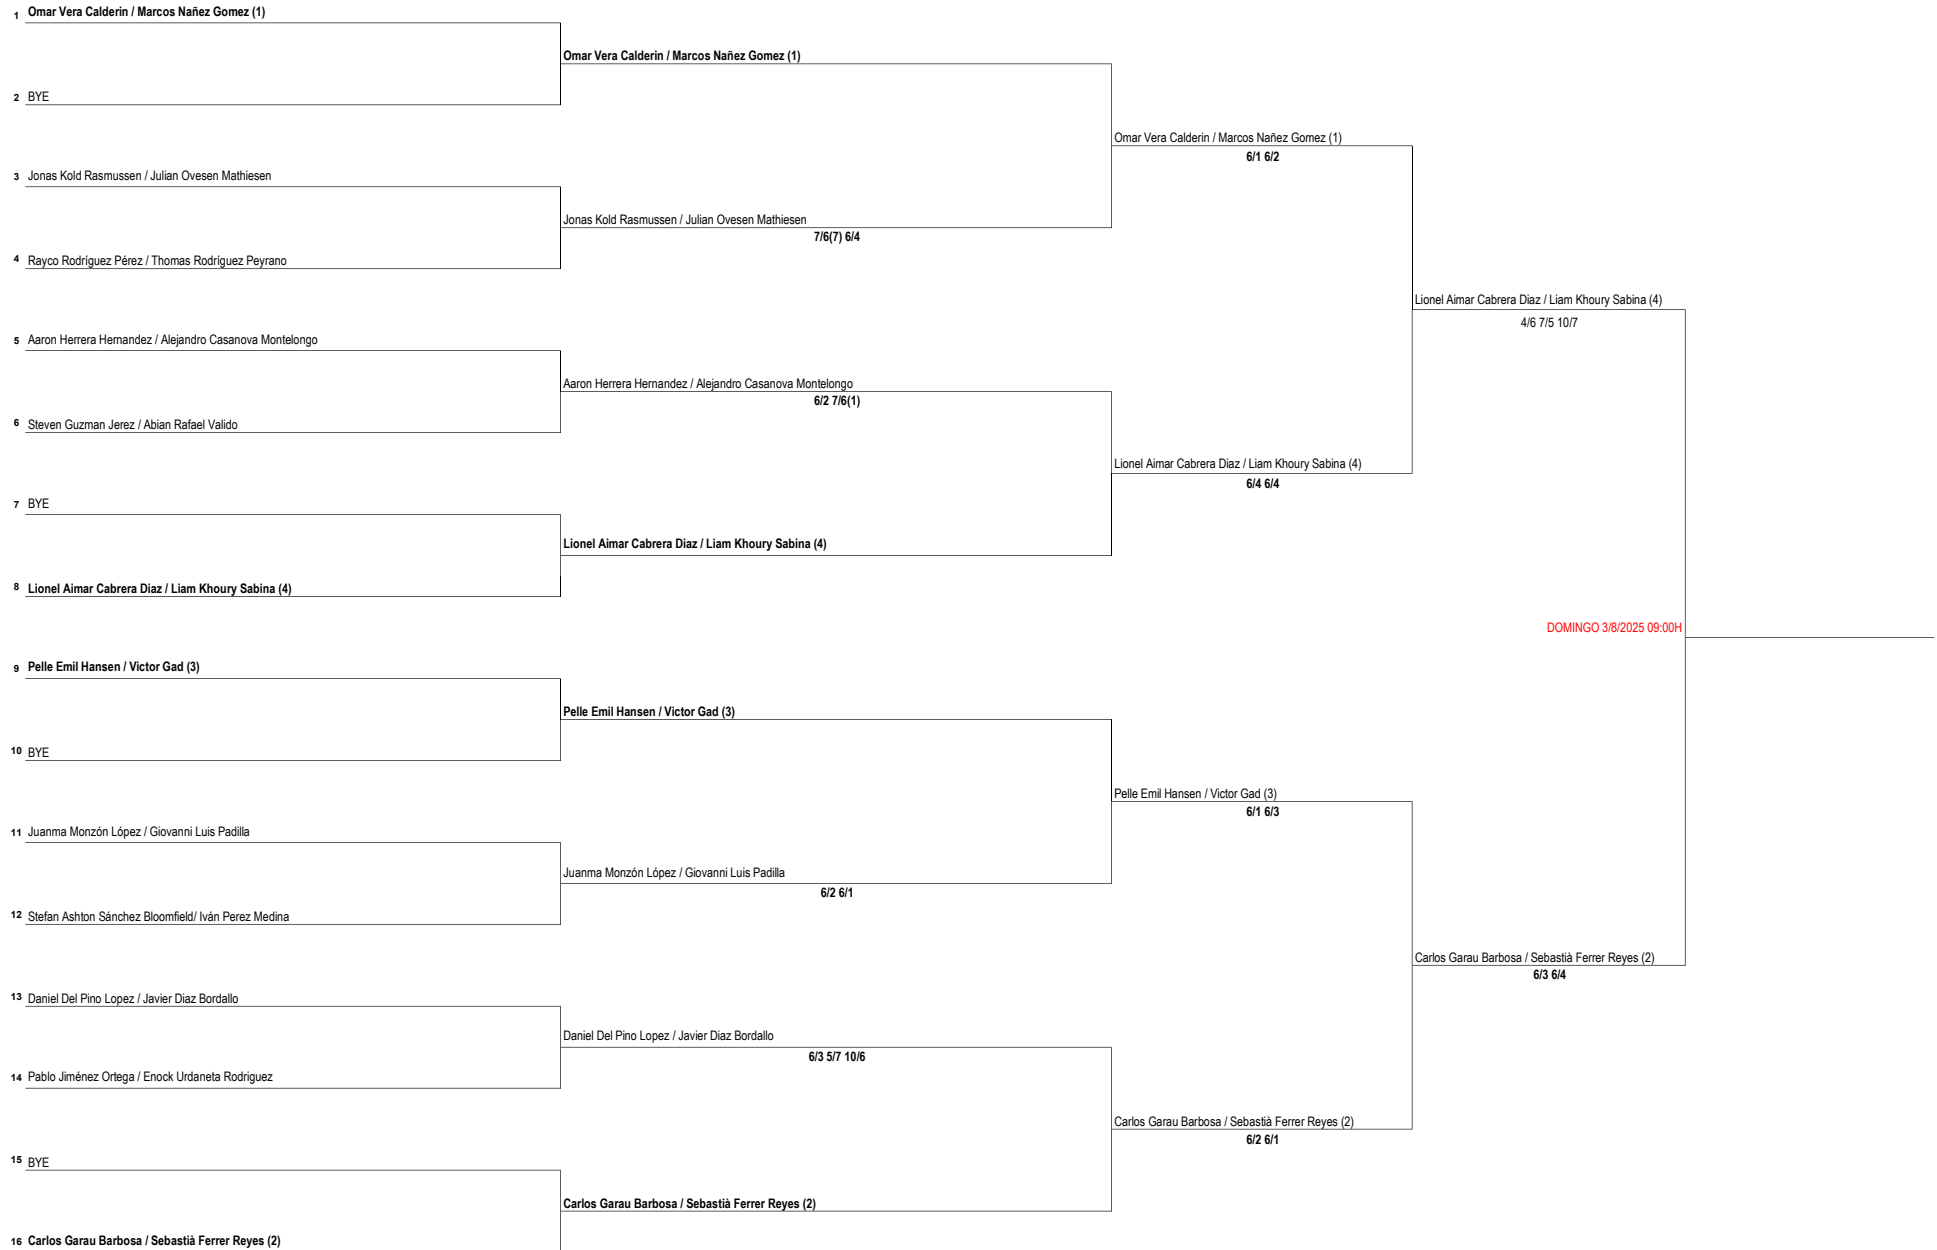 1 Omar Vera Calderin / Marcos Nañez Gomez (1)
Omar Vera Calderin / Marcos Nañez Gomez (1)
2 BYE
Omar Vera Calderin / Marcos Nañez Gomez (1)
6/1 6/2
3 Jonas Kold Rasmussen / Julian Ovesen Mathiesen
Jonas Kold Rasmussen / Julian Ovesen Mathiesen
7/6(7) 6/4
4 Rayco Rodríguez Pérez / Thomas Rodríguez Peyrano
Lionel Aimar Cabrera Diaz / Liam Khoury Sabina (4)
4/6 7/5 10/7
5 Aaron Herrera Hernandez / Alejandro Casanova Montelongo
Aaron Herrera Hernandez / Alejandro Casanova Montelongo
6/2 7/6(1)
6 Steven Guzman Jerez / Abian Rafael Valido
Lionel Aimar Cabrera Diaz / Liam Khoury Sabina (4)
6/4 6/4
7 BYE
Lionel Aimar Cabrera Diaz / Liam Khoury Sabina (4)
8 Lionel Aimar Cabrera Diaz / Liam Khoury Sabina (4)
DOMINGO 3/8/2025 09:00H
9 Pelle Emil Hansen / Victor Gad (3)
Pelle Emil Hansen / Victor Gad (3)
10 BYE
Pelle Emil Hansen / Victor Gad (3)
6/1 6/3
11 Juanma Monzón López / Giovanni Luis Padilla
Juanma Monzón López / Giovanni Luis Padilla
6/2 6/1
12 Stefan Ashton Sánchez Bloomfield/ Iván Perez Medina
Carlos Garau Barbosa / Sebastià Ferrer Reyes (2)
6/3 6/4
13 Daniel Del Pino Lopez / Javier Diaz Bordallo
Daniel Del Pino Lopez / Javier Diaz Bordallo
6/3 5/7 10/6
14 Pablo Jiménez Ortega / Enock Urdaneta Rodriguez
Carlos Garau Barbosa / Sebastià Ferrer Reyes (2)
6/2 6/1
15 BYE
Carlos Garau Barbosa / Sebastià Ferrer Reyes (2)
16 Carlos Garau Barbosa / Sebastià Ferrer Reyes (2)